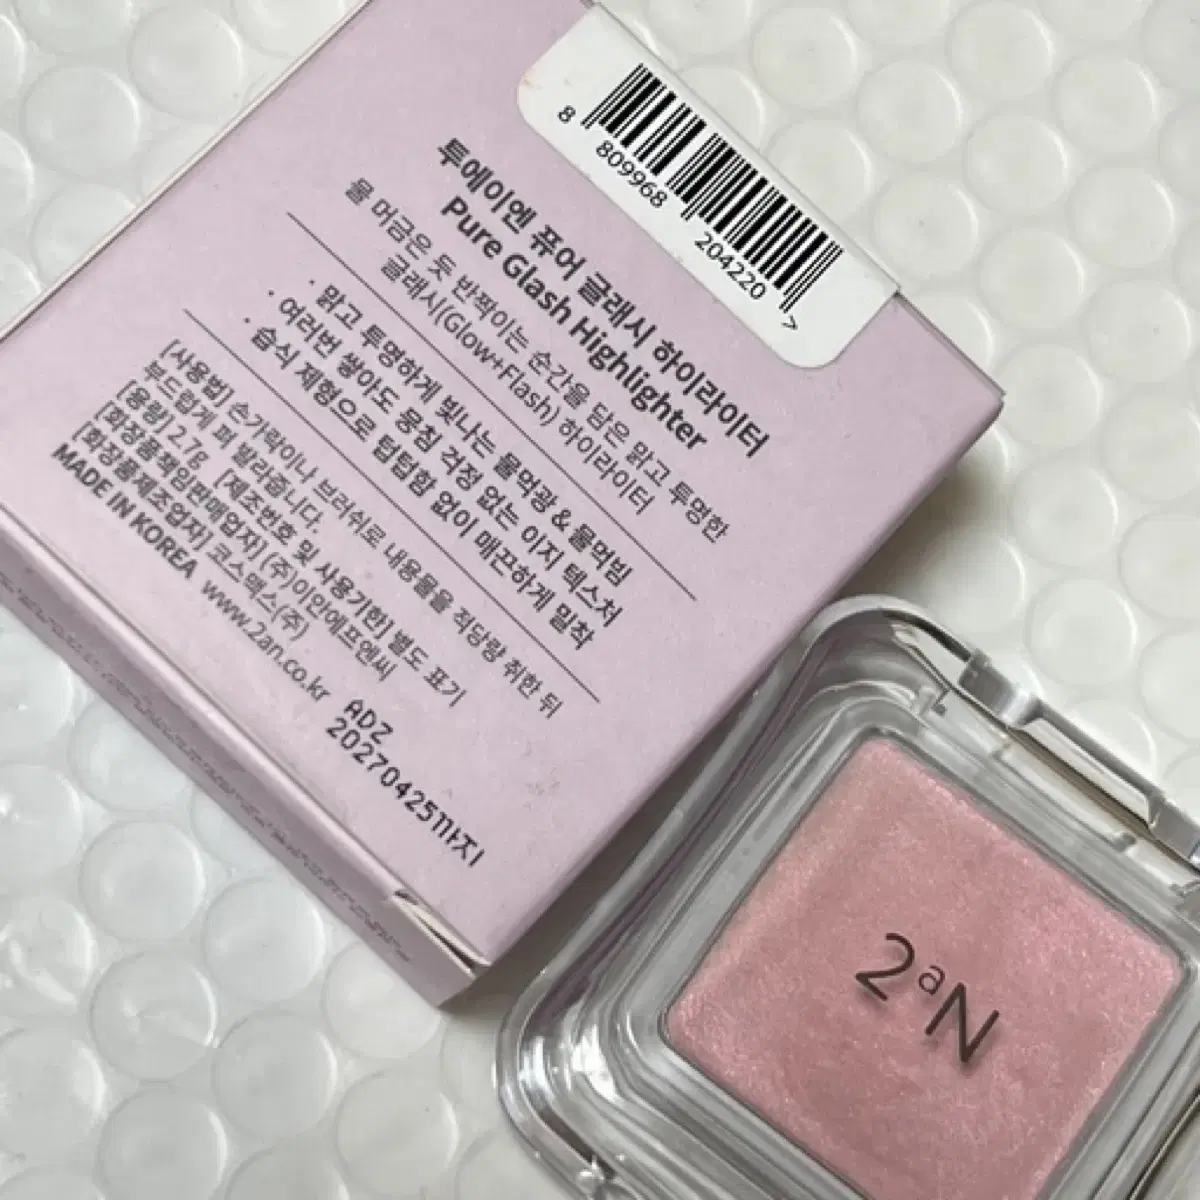 8 809968 204220 7
투에이엔 퓨어 글래시 하이라이터
Pure Glash Highlighter
물 머금은 듯 반짝이는 순간을 담은 맑고 투명한
글래시(Glow+Flash) 하이라이터
· 맑고 투명하게 빛나는 물먹광 & 물먹빔
· 여러번 쌓아도 뭉침 걱정 없는 이지 텍스처
· 습식 제형으로 텁텁함 없이 매끈하게 밀착
[사용법] 손가락이나 브러쉬로 내용물을 적당량 취한 뒤
부드럽게 펴 발라줍니다.
[용량] 2.7g [제조번호 및 사용기한] 별도 표기
[화장품책임판매업자] (주)이안에프앤씨
[화장품제조업자] 코스맥스(주)
MADE IN KOREA www.2an.co.kr
ADZ
20270425까지
2aN